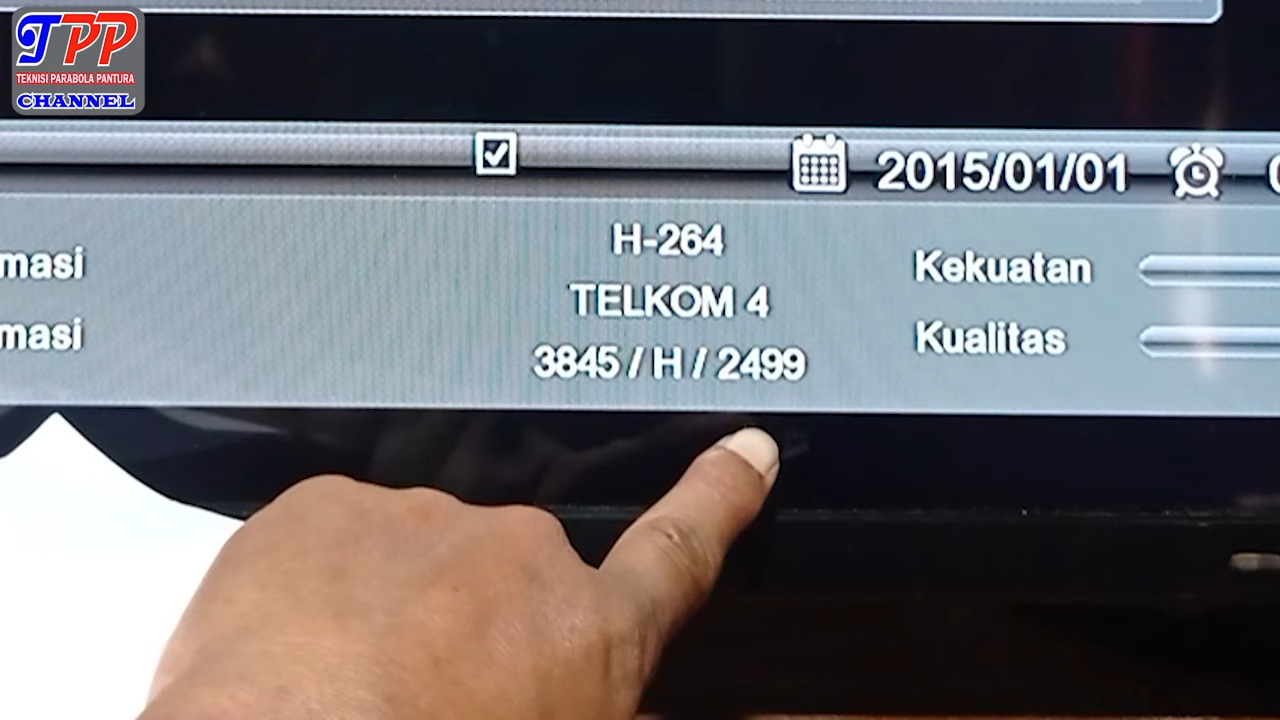 TPP
TEKNISI PARABOLA PANTURA
CHANNEL
2015/01/01
H-264
masi
Kekuatan
TELKOM 4
masi
Kualitas
3845 / H / 2499